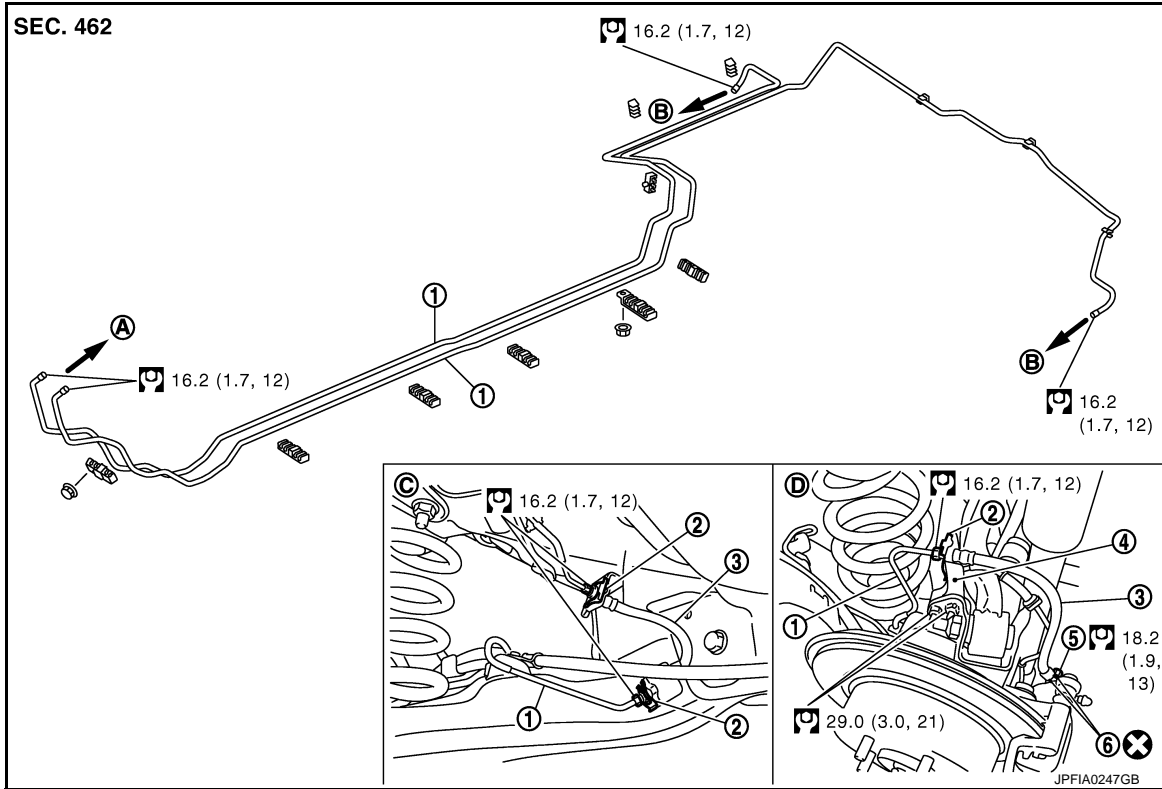 SEC. 462
16.2 (1.7, 12)
B
1
A
16.2 (1.7, 12)
1
B
16.2
(1.7, 12)
C
16.2 (1.7, 12)
2
3
1
2
D
16.2 (1.7, 12)
2
4
3
1
5
18.2
(1.9,
13)
29.0 (3.0, 21)
6
JPFIA0247GB